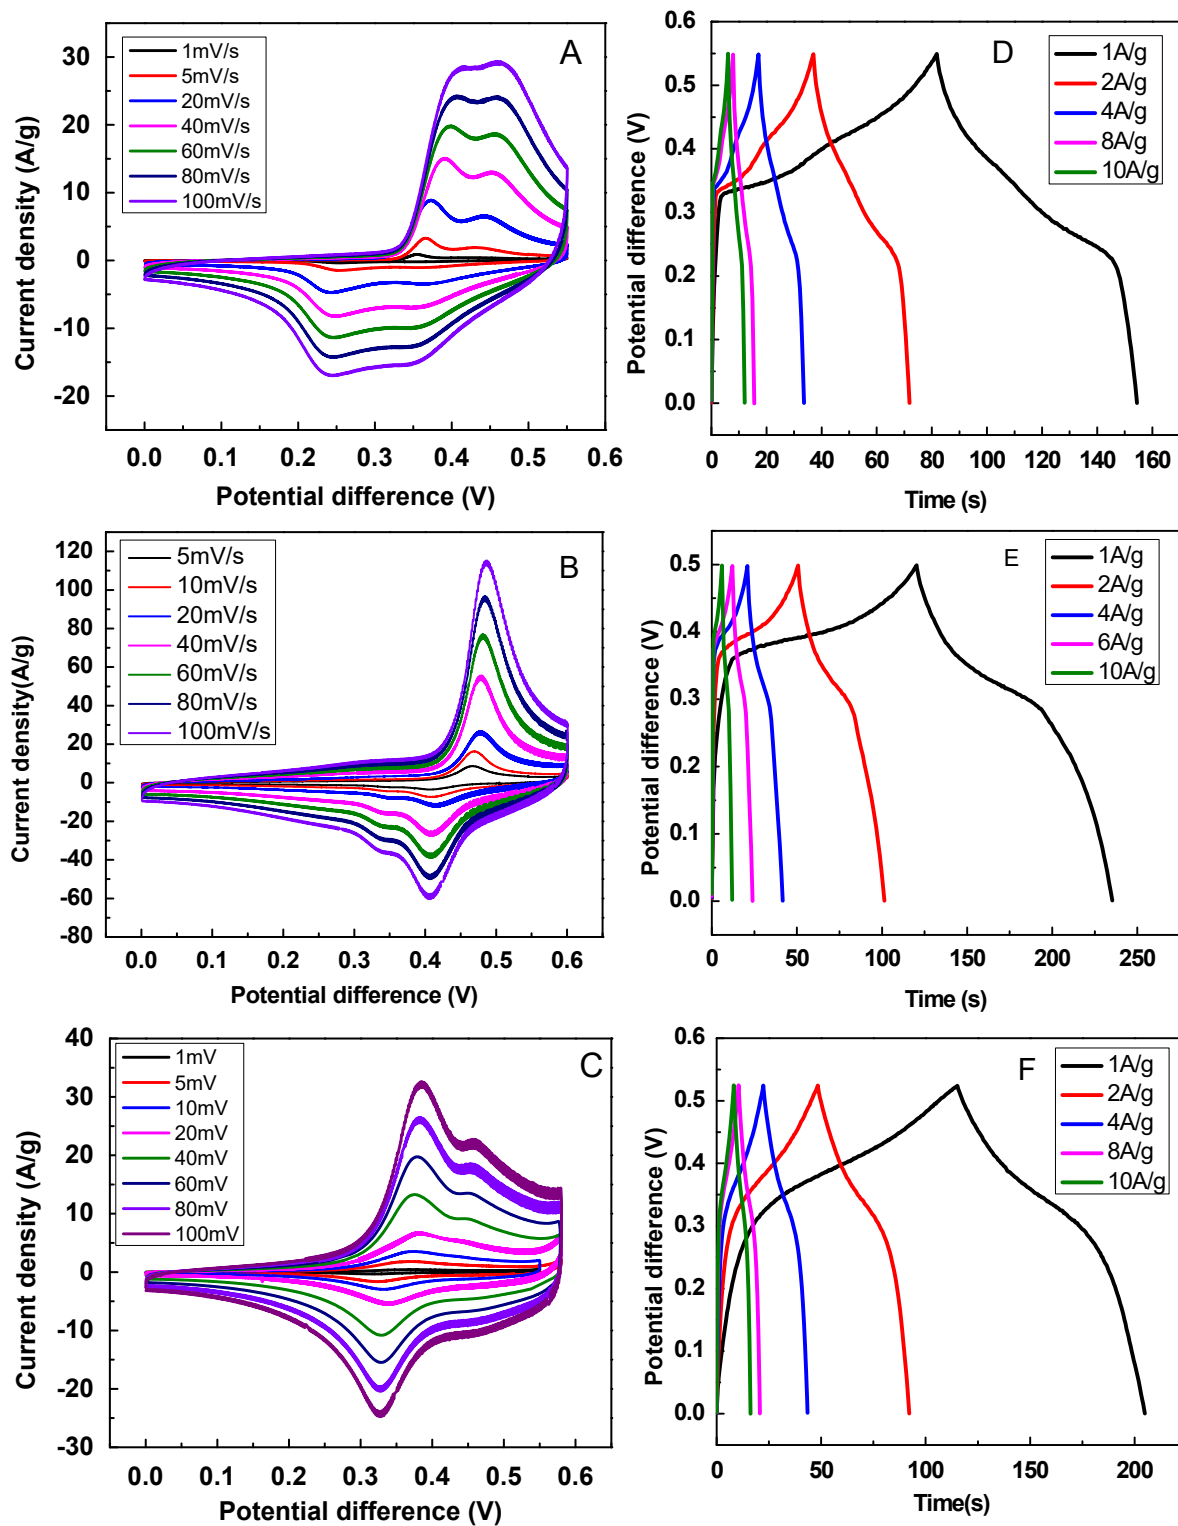 A
1mV/s
5mV/s
20mV/s
40mV/s
60mV/s
80mV/s
100mV/s
30
20
10
0
-10
-20
Current density (A/g)
0.0 0.1 0.2 0.3 0.4 0.5 0.6
Potential difference (V)
D
1A/g
2A/g
4A/g
8A/g
10A/g
0.6
0.5
0.4
0.3
0.2
0.1
0.0
Potential difference (V)
0 20 40 60 80 100 120 140 160
Time (s)
B
5mV/s
10mV/s
20mV/s
40mV/s
60mV/s
80mV/s
100mV/s
120
100
80
60
40
20
0
-20
-40
-60
-80
Current density(A/g)
0.0 0.1 0.2 0.3 0.4 0.5 0.6
Potential difference (V)
E
1A/g
2A/g
4A/g
6A/g
10A/g
0.5
0.4
0.3
0.2
0.1
0.0
Potential difference (V)
0 50 100 150 200 250
Time (s)
C
1mV
5mV
10mV
20mV
40mV
60mV
80mV
100mV
40
30
20
10
0
-10
-20
-30
Current density (A/g)
0.0 0.1 0.2 0.3 0.4 0.5 0.6
Potential difference (V)
F
1A/g
2A/g
4A/g
8A/g
10A/g
0.6
0.5
0.4
0.3
0.2
0.1
0.0
Potential difference (V)
0 50 100 150 200
Time(s)